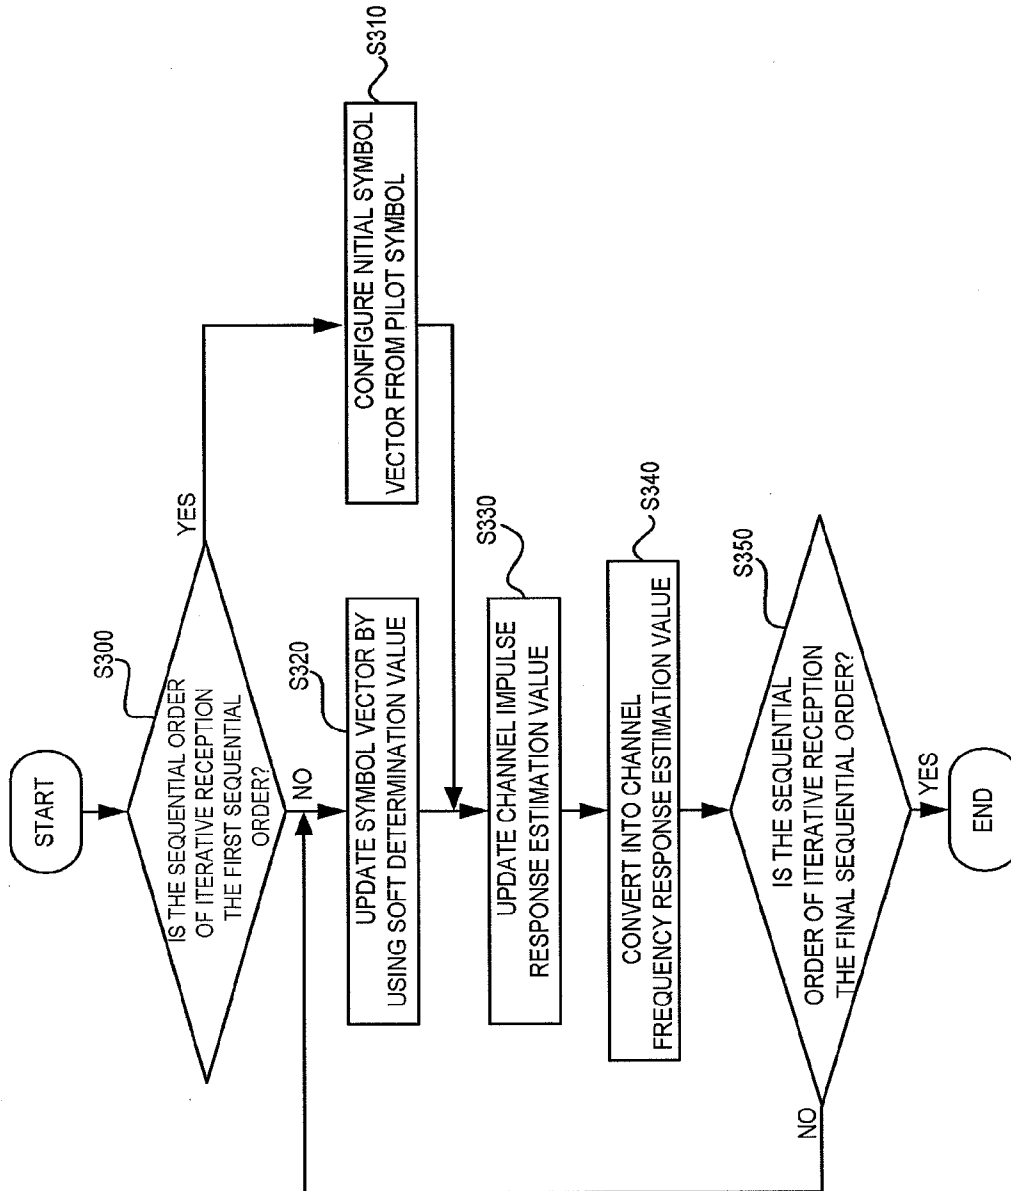 START
S300
IS THE SEQUENTIAL ORDER
OF ITERATIVE RECEPTION
THE FIRST SEQUENTIAL
ORDER?
YES
NO
S310
CONFIGURE NITIAL SYMBOL
VECTOR FROM PILOT SYMBOL
S320
UPDATE SYMBOL VECTOR BY
USING SOFT DETERMINATION VALUE
S330
UPDATE CHANNEL IMPULSE
RESPONSE ESTIMATION VALUE
S340
CONVERT INTO CHANNEL
FREQUENCY RESPONSE ESTIMATION VALUE
S350
IS THE SEQUENTIAL
ORDER OF ITERATIVE RECEPTION
THE FINAL SEQUENTIAL ORDER?
NO
YES
END